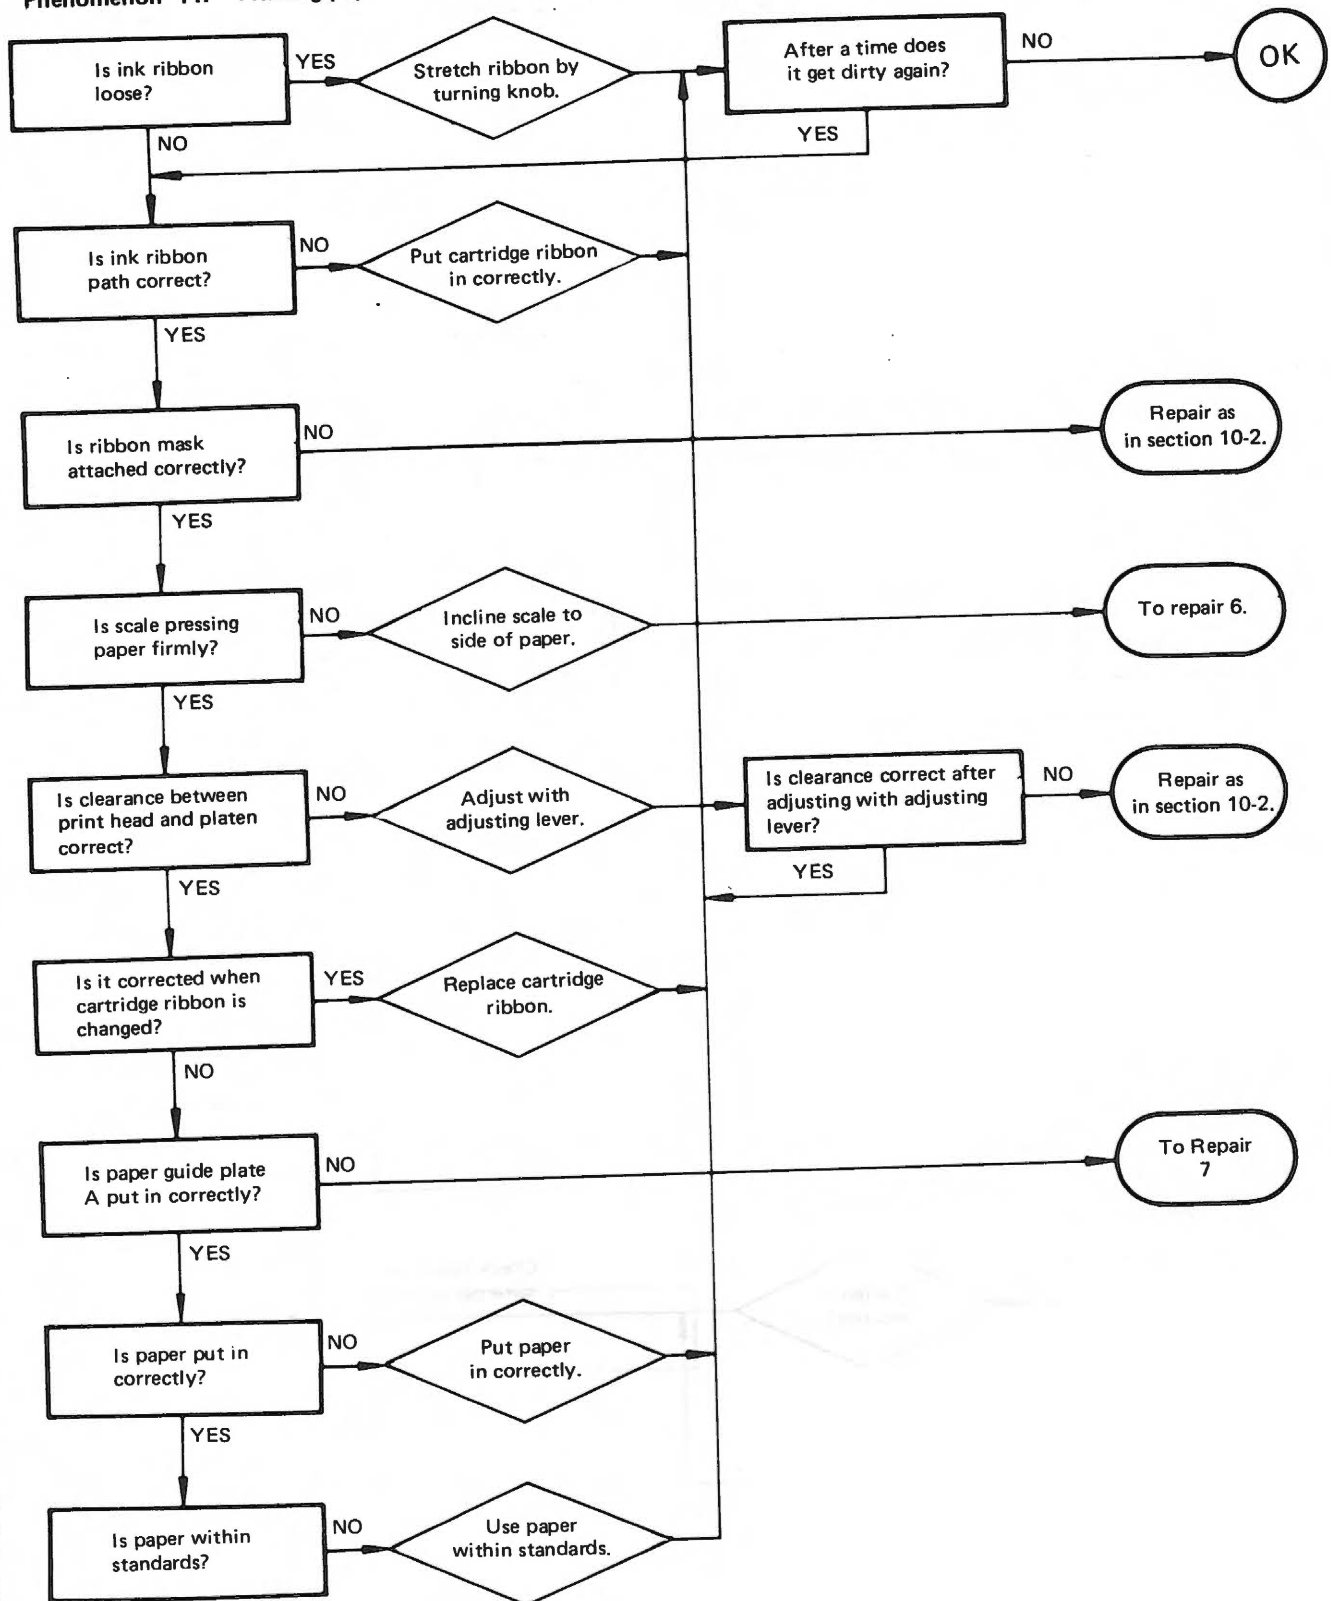 Phenomenon
Is ink ribbon
loose?
YES
Stretch ribbon by
turning knob.
After a time does
it get dirty again?
NO
OK
YES
NO
Is ink ribbon
path correct?
NO
Put cartridge ribbon
in correctly.
YES
Is ribbon mask
attached correctly?
NO
Repair as
in section 10-2.
YES
Is scale pressing
paper firmly?
NO
Incline scale to
side of paper.
To repair 6.
YES
Is clearance between
print head and platen
correct?
NO
Adjust with
adjusting lever.
Is clearance correct after
adjusting with adjusting
lever?
NO
Repair as
in section 10-2.
YES
YES
Is it corrected when
cartridge ribbon is
changed?
YES
Replace cartridge
ribbon.
NO
Is paper guide plate
A put in correctly?
NO
To Repair
7
YES
Is paper put in
correctly?
NO
Put paper
in correctly.
YES
Is paper within
standards?
NO
Use paper
within standards.